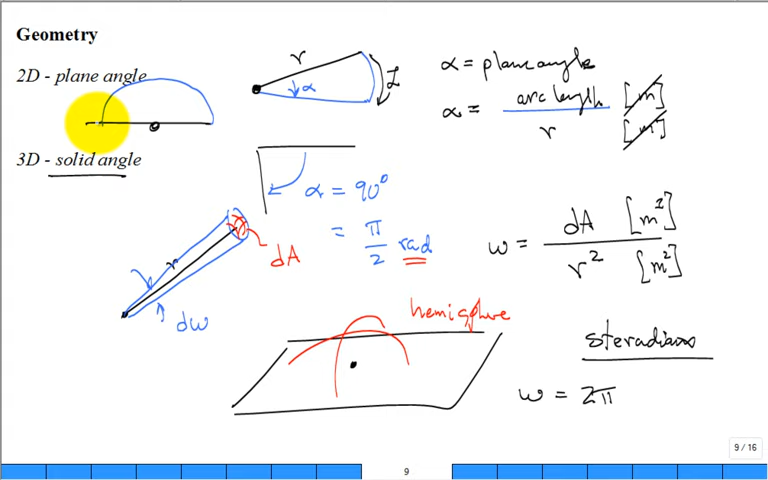 Geometry
2D - plane angle
r
α
L
α = plane angle
α = arc length [m]
r [m]
3D - solid angle
α = 90°
= π/2 rad
r
dA
dω
ω = dA [m²]
r² [m²]
hemisphere
steradians
ω = 2π
9 / 16
9